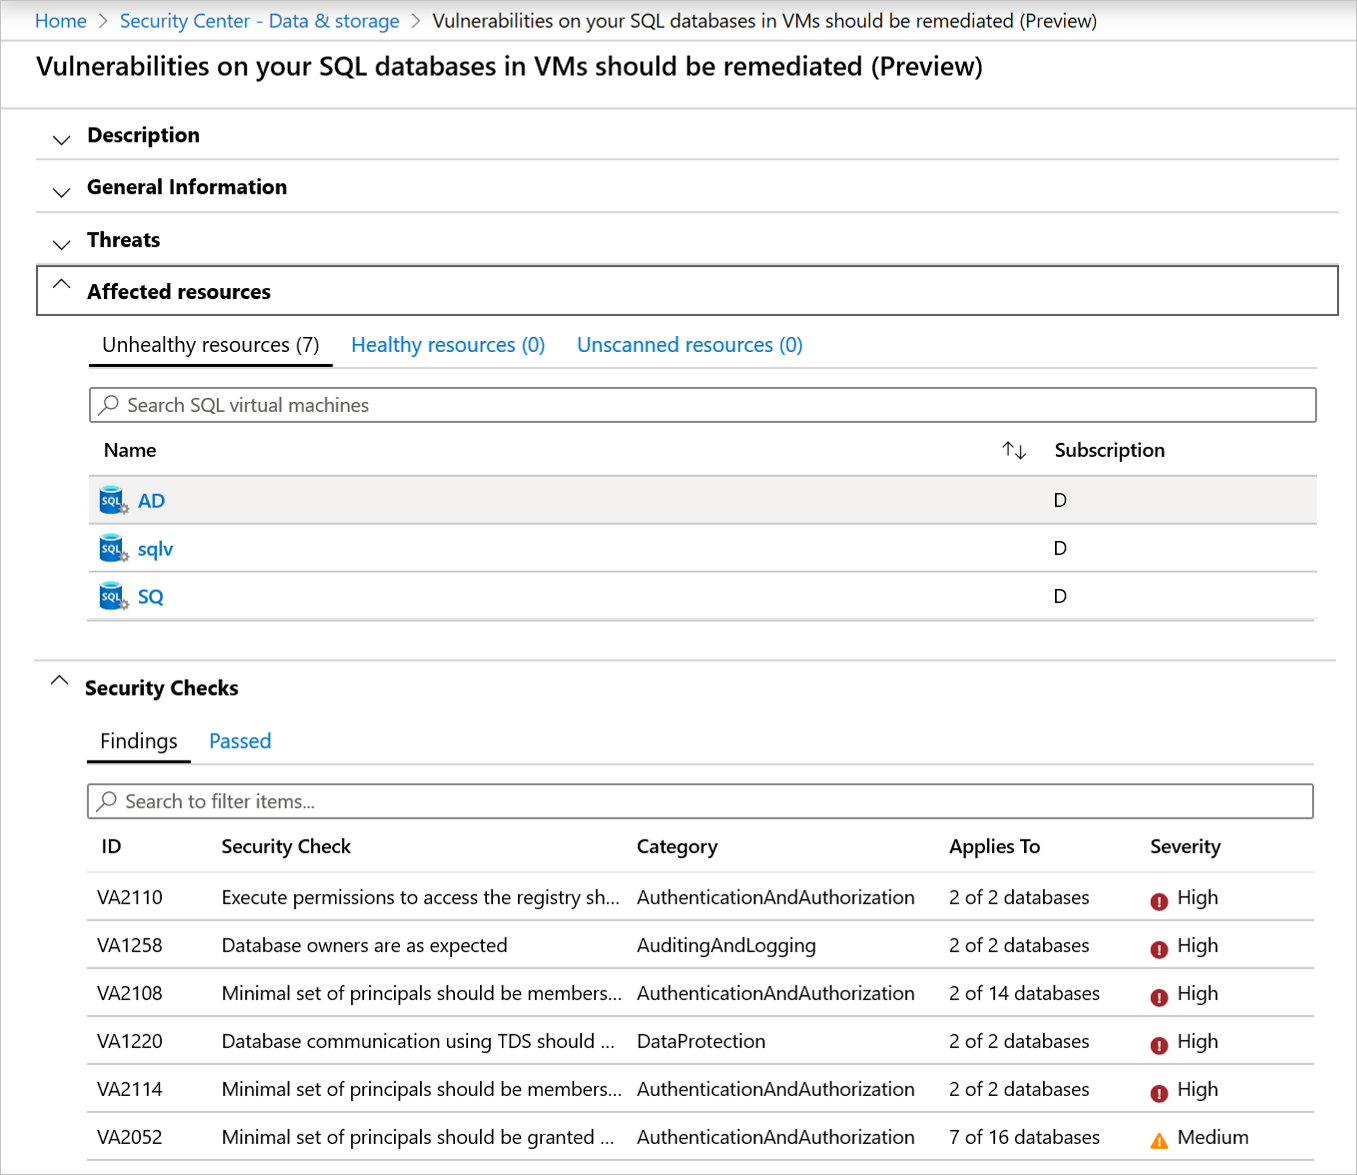 Home > Security Center - Data & storage > Vulnerabilities on your SQL databases in VMs should be remediated (Preview)
Vulnerabilities on your SQL databases in VMs should be remediated (Preview)
Description
General Information
Threats
Affected resources
Unhealthy resources (7) Healthy resources (0) Unscanned resources (0)
Search SQL virtual machines
Name Subscription
SQL AD D
SQL sqlv D
SQL SQ D
Security Checks
Findings Passed
Search to filter items...
ID Security Check Category Applies To Severity
VA2110 Execute permissions to access the registry sh... AuthenticationAndAuthorization 2 of 2 databases High
VA1258 Database owners are as expected AuditingAndLogging 2 of 2 databases High
VA2108 Minimal set of principals should be members... AuthenticationAndAuthorization 2 of 14 databases High
VA1220 Database communication using TDS should ... DataProtection 2 of 2 databases High
VA2114 Minimal set of principals should be members... AuthenticationAndAuthorization 2 of 2 databases High
VA2052 Minimal set of principals should be granted ... AuthenticationAndAuthorization 7 of 16 databases Medium